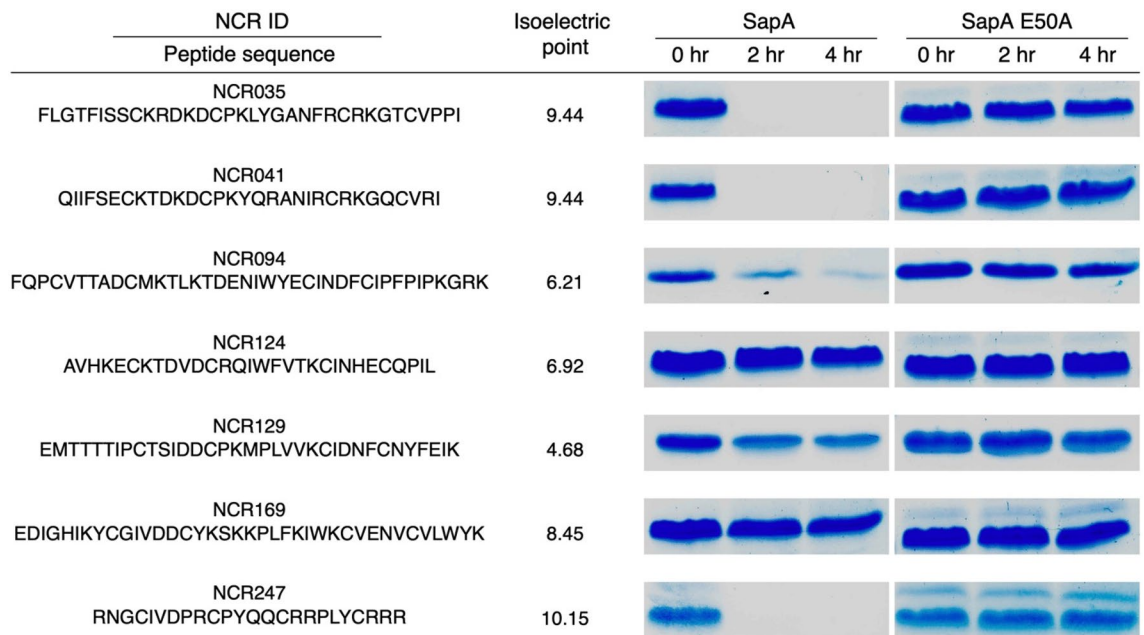 NCR ID
Peptide sequence
Isoelectric
point
SapA
0 hr 2 hr 4 hr
SapA E50A
0 hr 2 hr 4 hr
NCR035
FLGTFISSCKRDKDCPKLYGANFRCRKGTCVPPI
9.44
NCR041
QIIFSECKTDKDCPKYQRANIRCRKGQCVRI
9.44
NCR094
FQPCVTTADCMKTLKTDENIWYECINDFCIPFPIPKGRK
6.21
NCR124
AVHKECKTDVDCRQIWFVTKCINHECQPIL
6.92
NCR129
EMTTTTIPCTSIDDCPKMPLVVKCIDNFCNYFEIK
4.68
NCR169
EDIGHIKYCGIVDDCYKSKKPLFKIWKCVENVCVLWYK
8.45
NCR247
RNGCIVDPRCPYQQCRRPLYCRRR
10.15